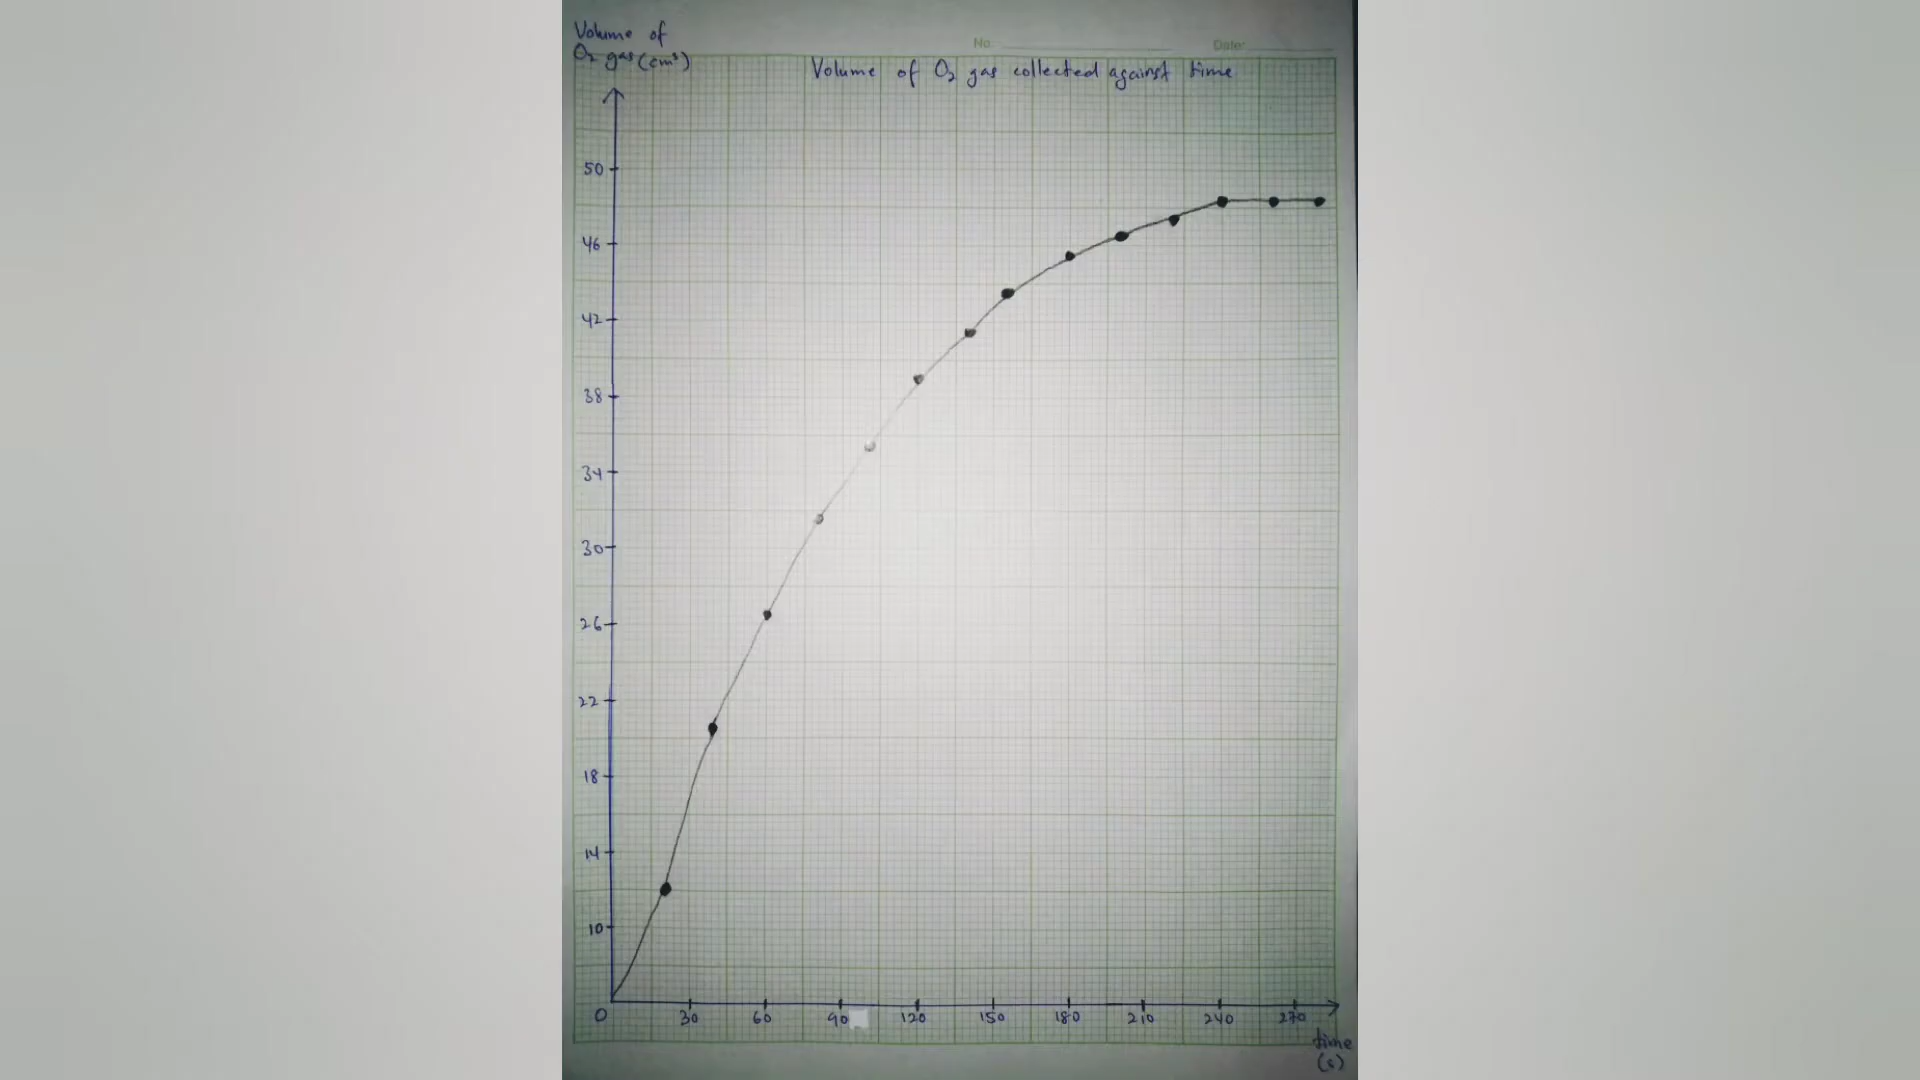 Volume of
O₂ gas (cm³)
No:
Date:
Volume of O₂ gas collected against time
50
46
42
38
34
30
26
22
18
14
10
0 30 60 90 120 150 180 210 240 270
time
(s)